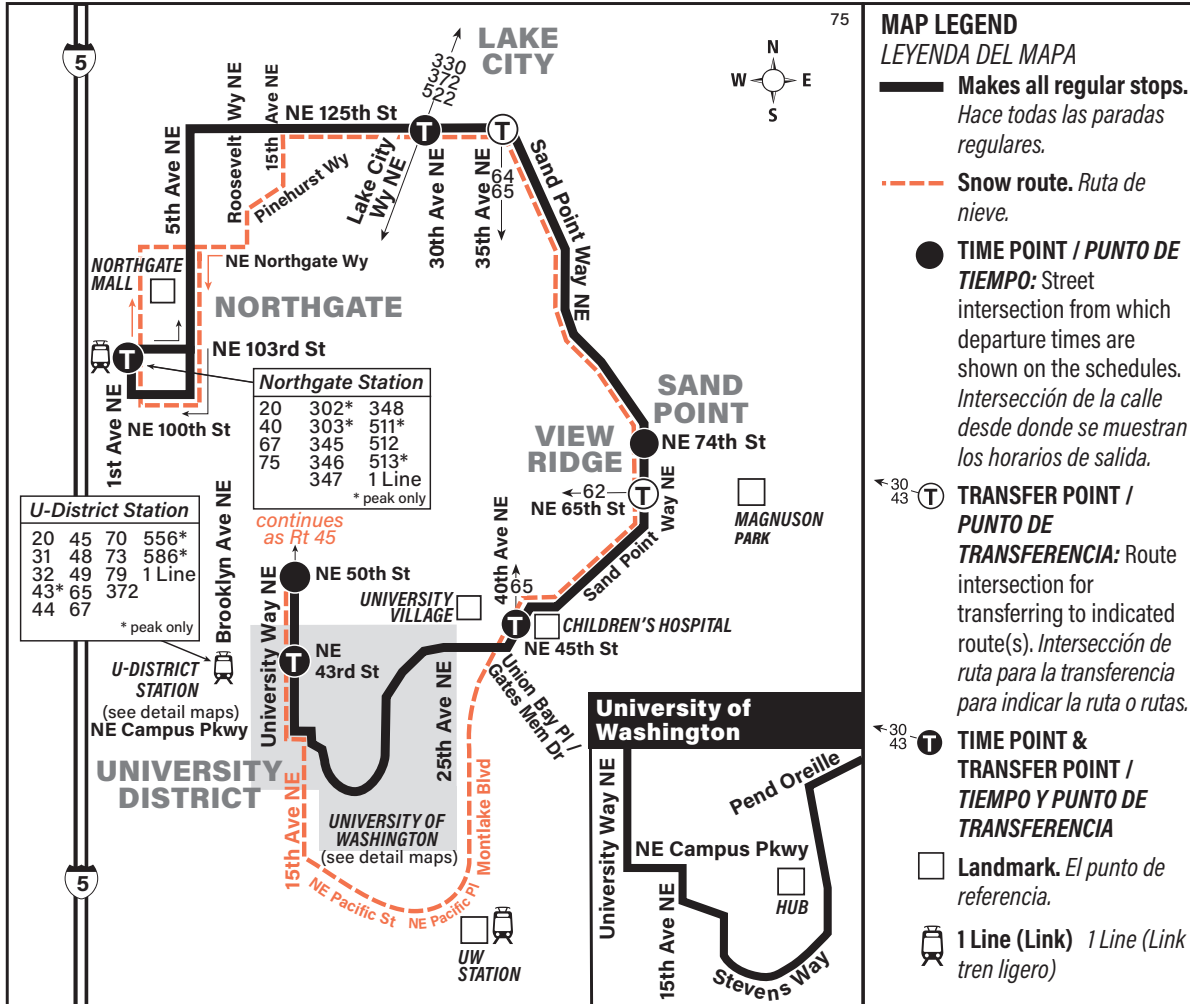 75
5
LAKE
CITY
330
372
522
N
W E
S
Roosevelt Wy NE
15th Ave NE
NE 125th St
5th Ave NE
Pinehurst Wy
Lake City
Wy NE
30th Ave NE
35th Ave NE
64
65
Sand Point Way NE
NORTHGATE
MALL
NE Northgate Wy
NORTHGATE
NE 103rd St
1st Ave NE
NE 100th St
Northgate Station
20 302* 348
40 303* 511*
67 345 512
75 346 513*
347 1 Line
* peak only
SAND
POINT
NE 74th St
VIEW
RIDGE
62
NE 65th St
Way NE
Sand Point
MAGNUSON
PARK
U-District Station
20 45 70 556*
31 48 73 586*
32 49 79 1 Line
43* 65 372
44 67
* peak only
Brooklyn Ave NE
continues
as Rt 45
NE 50th St
University Way NE
T NE
43rd St
U-DISTRICT
STATION
(see detail maps)
NE Campus Pkwy
UNIVERSITY
VILLAGE
40th Ave NE
65
T
CHILDREN'S HOSPITAL
NE 45th St
Union Bay Pl /
Gates Mem Dr
25th Ave NE
UNIVERSITY
DISTRICT
UNIVERSITY OF
WASHINGTON
(see detail maps)
15th Ave NE
NE Pacific St
NE Pacific Pl
Montlake Blvd
UW
STATION
5
University of
Washington
University Way NE
Pend Oreille
NE Campus Pkwy
HUB
15th Ave NE
Stevens Way
MAP LEGEND
LEYENDA DEL MAPA
Makes all regular stops.
Hace todas las paradas
regulares.
Snow route. Ruta de
nieve.
TIME POINT / PUNTO DE
TIEMPO: Street
intersection from which
departure times are
shown on the schedules.
Intersección de la calle
desde donde se muestran
los horarios de salida.
30
43 T TRANSFER POINT /
PUNTO DE
TRANSFERENCIA: Route
intersection for
transferring to indicated
route(s). Intersección de
ruta para la transferencia
para indicar la ruta o rutas.
30
43 T TIME POINT &
TRANSFER POINT /
TIEMPO Y PUNTO DE
TRANSFERENCIA
Landmark. El punto de
referencia.
1 Line (Link) 1 Line (Link
tren ligero)